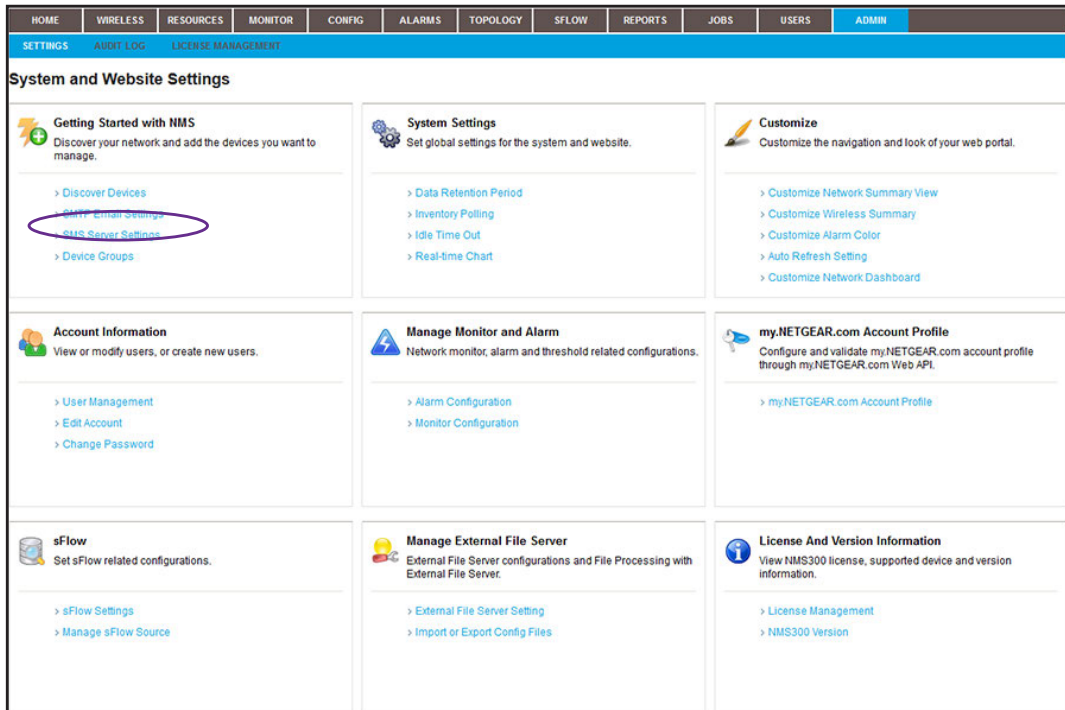 HOME WIRELESS RESOURCES MONITOR CONFIG ALARMS TOPOLOGY SFLOW REPORTS JOBS USERS ADMIN
SETTINGS AUDIT LOG LICENSE MANAGEMENT
System and Website Settings
Getting Started with NMS
Discover your network and add the devices you want to
manage.
> Discover Devices
> SMTP Email Settings
> SMS Server Settings
> Device Groups
System Settings
Set global settings for the system and website.
> Data Retention Period
> Inventory Polling
> Idle Time Out
> Real-time Chart
Customize
Customize the navigation and look of your web portal.
> Customize Network Summary View
> Customize Wireless Summary
> Customize Alarm Color
> Auto Refresh Setting
> Customize Network Dashboard
Account Information
View or modify users, or create new users.
> User Management
> Edit Account
> Change Password
Manage Monitor and Alarm
Network monitor, alarm and threshold related configurations.
> Alarm Configuration
> Monitor Configuration
my.NETGEAR.com Account Profile
Configure and validate my.NETGEAR.com account profile
through my.NETGEAR.com Web API.
> my.NETGEAR.com Account Profile
sFlow
Set sFlow related configurations.
> sFlow Settings
> Manage sFlow Source
Manage External File Server
External File Server configurations and File Processing with
External File Server.
> External File Server Setting
> Import or Export Config Files
License And Version Information
View NMS300 license, supported device and version
information.
> License Management
> NMS300 Version